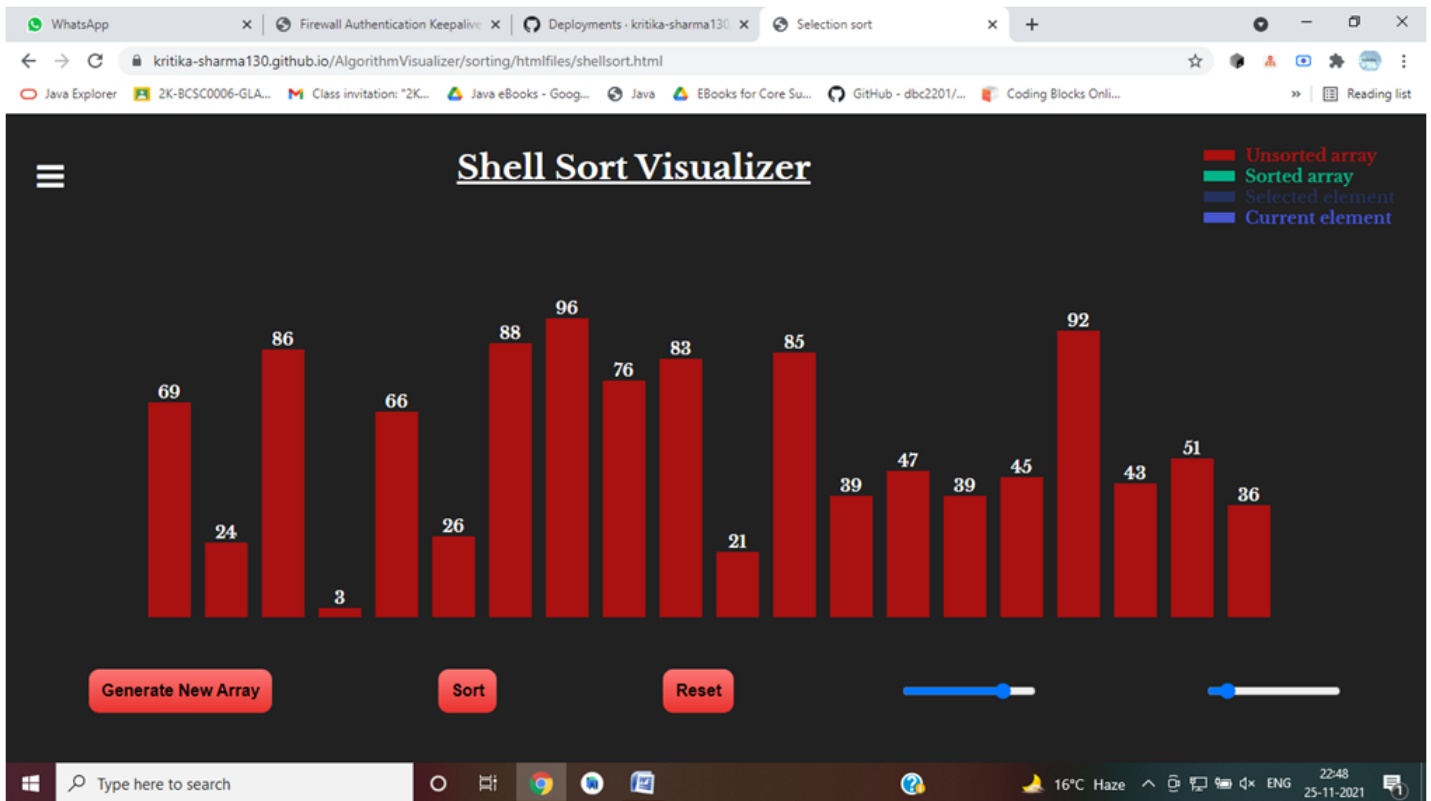 WhatsApp
Firewall Authentication Keepalive
Deployments · kritika-sharma130
Selection sort
kritika-sharma130.github.io/AlgorithmVisualizer/sorting/htmlfiles/shellsort.html
Java Explorer
2K-BCSC0006-GLA...
Class invitation: "2K...
Java eBooks - Goog...
Java
EBooks for Core Su...
GitHub - dbc2201/...
Coding Blocks Onli...
»
Reading list
Shell Sort Visualizer
Unsorted array
Sorted array
Selected element
Current element
69
24
86
3
66
26
88
96
76
83
21
85
39
47
39
45
92
43
51
36
Generate New Array
Sort
Reset
Type here to search
16°C Haze
ENG
22:48
25-11-2021
1